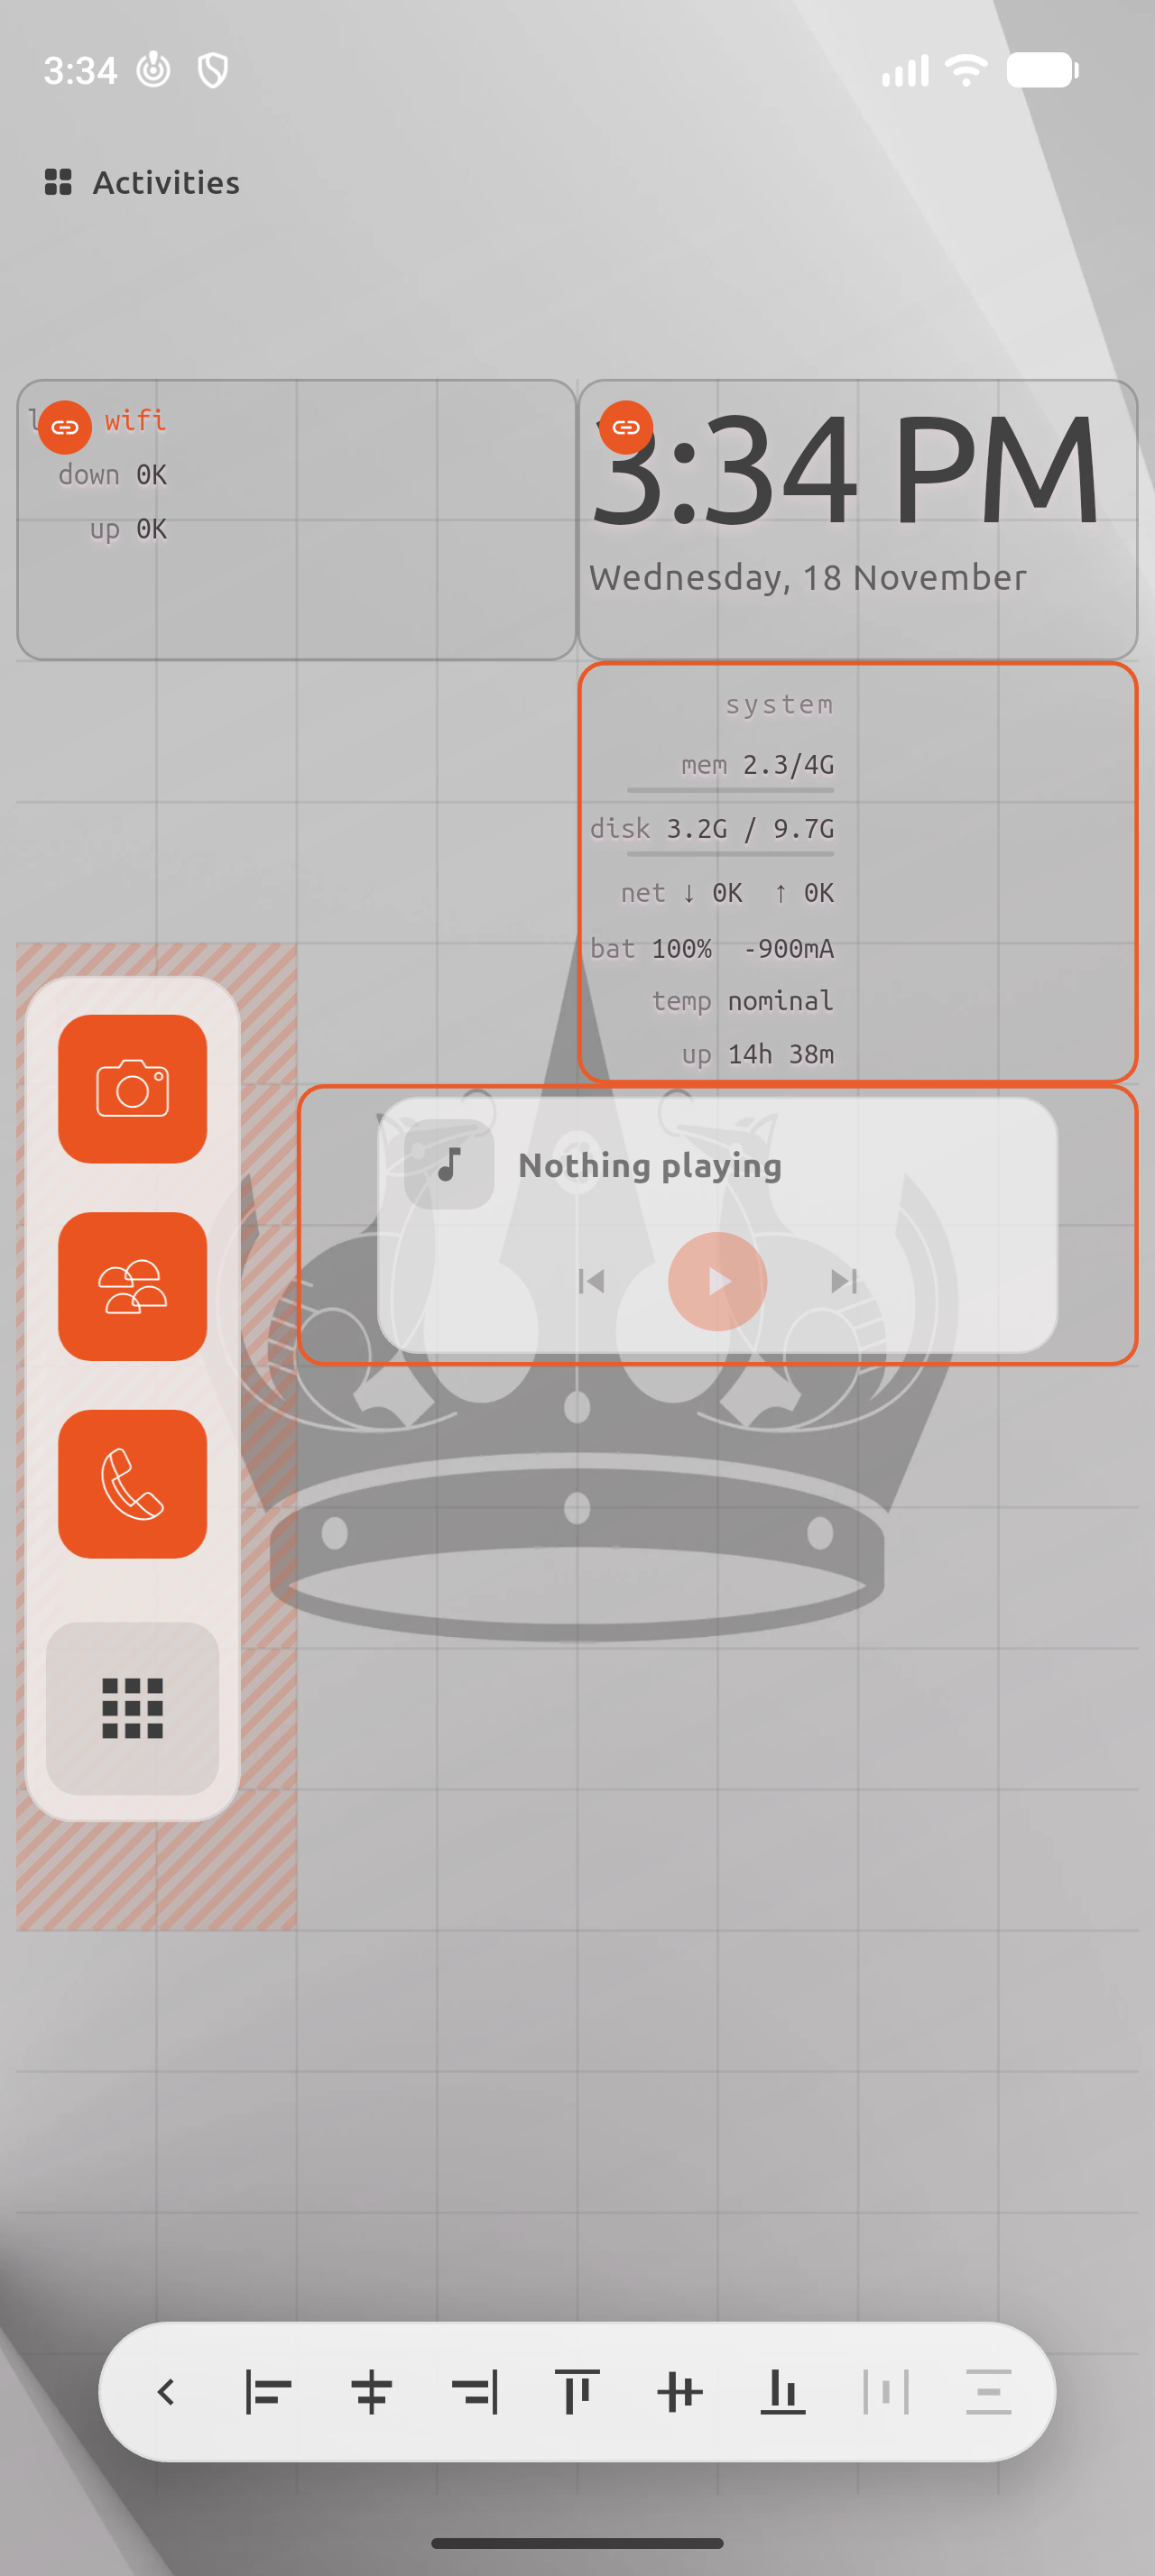 3:34
Activities
wifi
down 0K
up 0K
3:34 PM
Wednesday, 18 November
system
mem 2.3/4G
disk 3.2G / 9.7G
net ↓ 0K ↑ 0K
bat 100% -900mA
temp nominal
up 14h 38m
Nothing playing